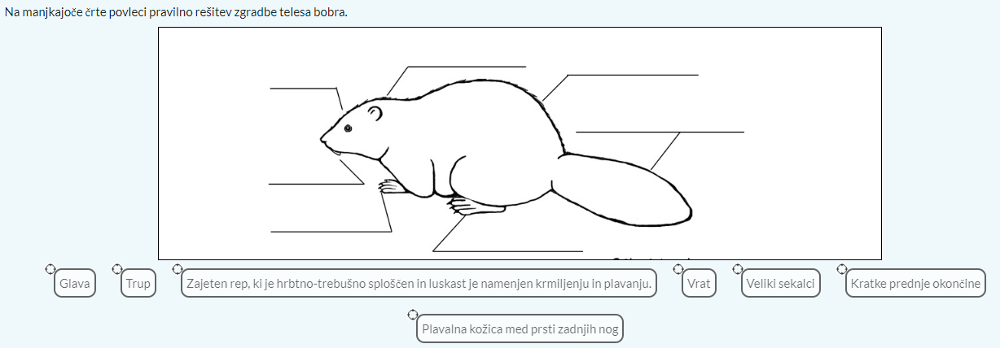 Na manjkajoče črte povleci pravilno rešitev zgradbe telesa bobra.
Glava
Trup
Zajeten rep, ki je hrbtno-trebušno sploščen in luskast je namenjen krmiljenju in plavanju.
Vrat
Veliki sekalci
Kratke prednje okončine
Plavalna kožica med prsti zadnjih nog